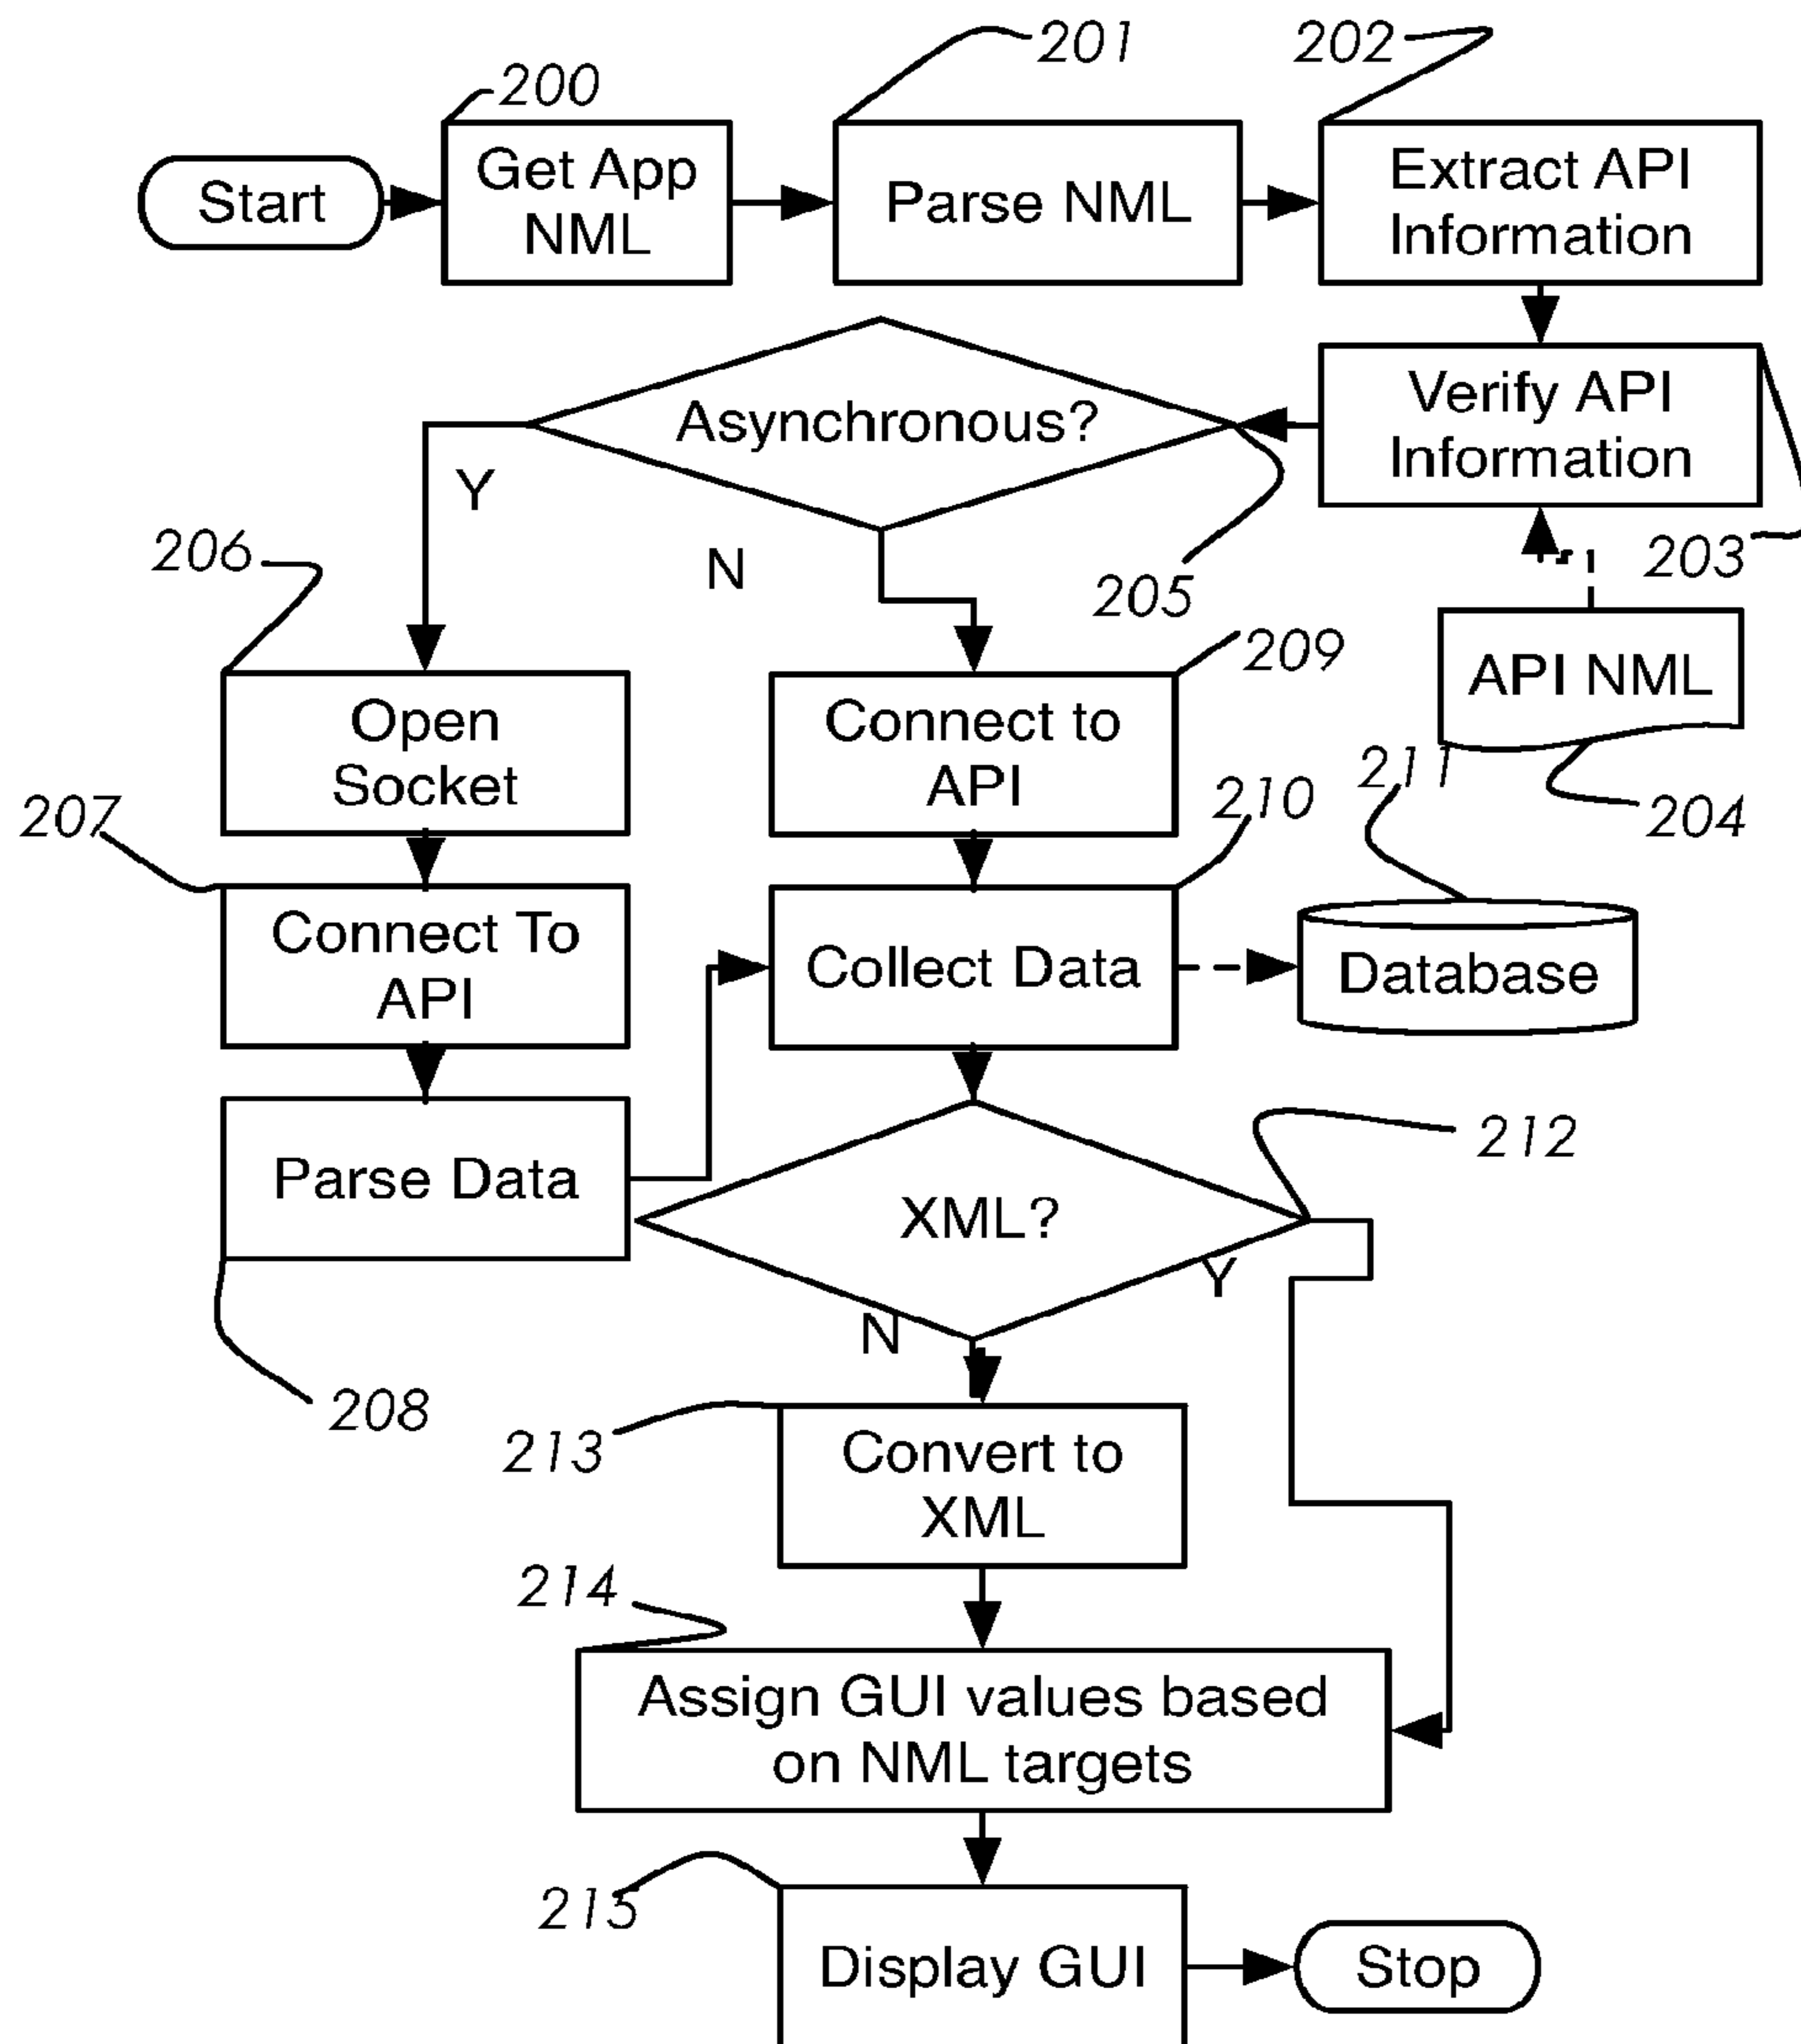 200
201
202
Start
Get App
NML
Parse NML
Extract API
Information
Asynchronous?
Verify API
Information
Y
N
203
205
206
209
API NML
204
Open
Socket
Connect to
API
207
210
211
Connect To
API
Collect Data
Database
Parse Data
XML?
212
Y
N
208
213
Convert to
XML
214
Assign GUI values based
on NML targets
215
Display GUI
Stop